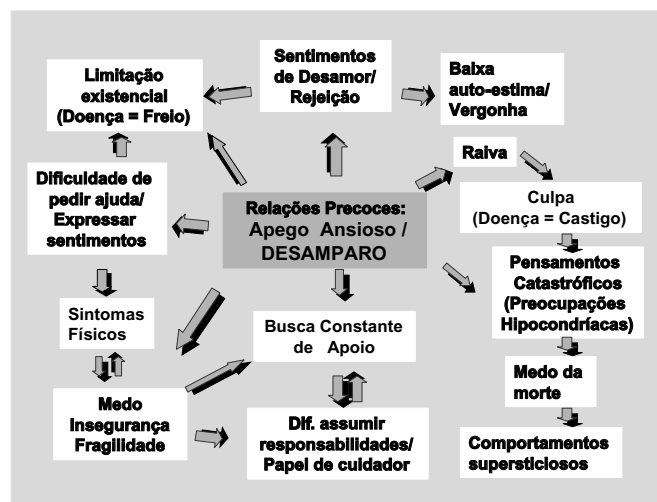 Sentimentos
de Desamor/
Rejeição
Limitação
existencial
(Doença = Freio)
Baixa
auto-estima/
Vergonha
Raiva
Dificuldade de
pedir ajuda/
Expressar
sentimentos
Relações Precoces:
Apego Ansioso /
DESAMPARO
Culpa
(Doença = Castigo)
Pensamentos
Catastróficos
(Preocupações
Hipocondríacas)
Sintomas
Físicos
Busca Constante
de Apoio
Medo da
morte
Medo
Insegurança
Fragilidade
Dif. assumir
responsabilidades/
Papel de cuidador
Comportamentos
supersticiosos